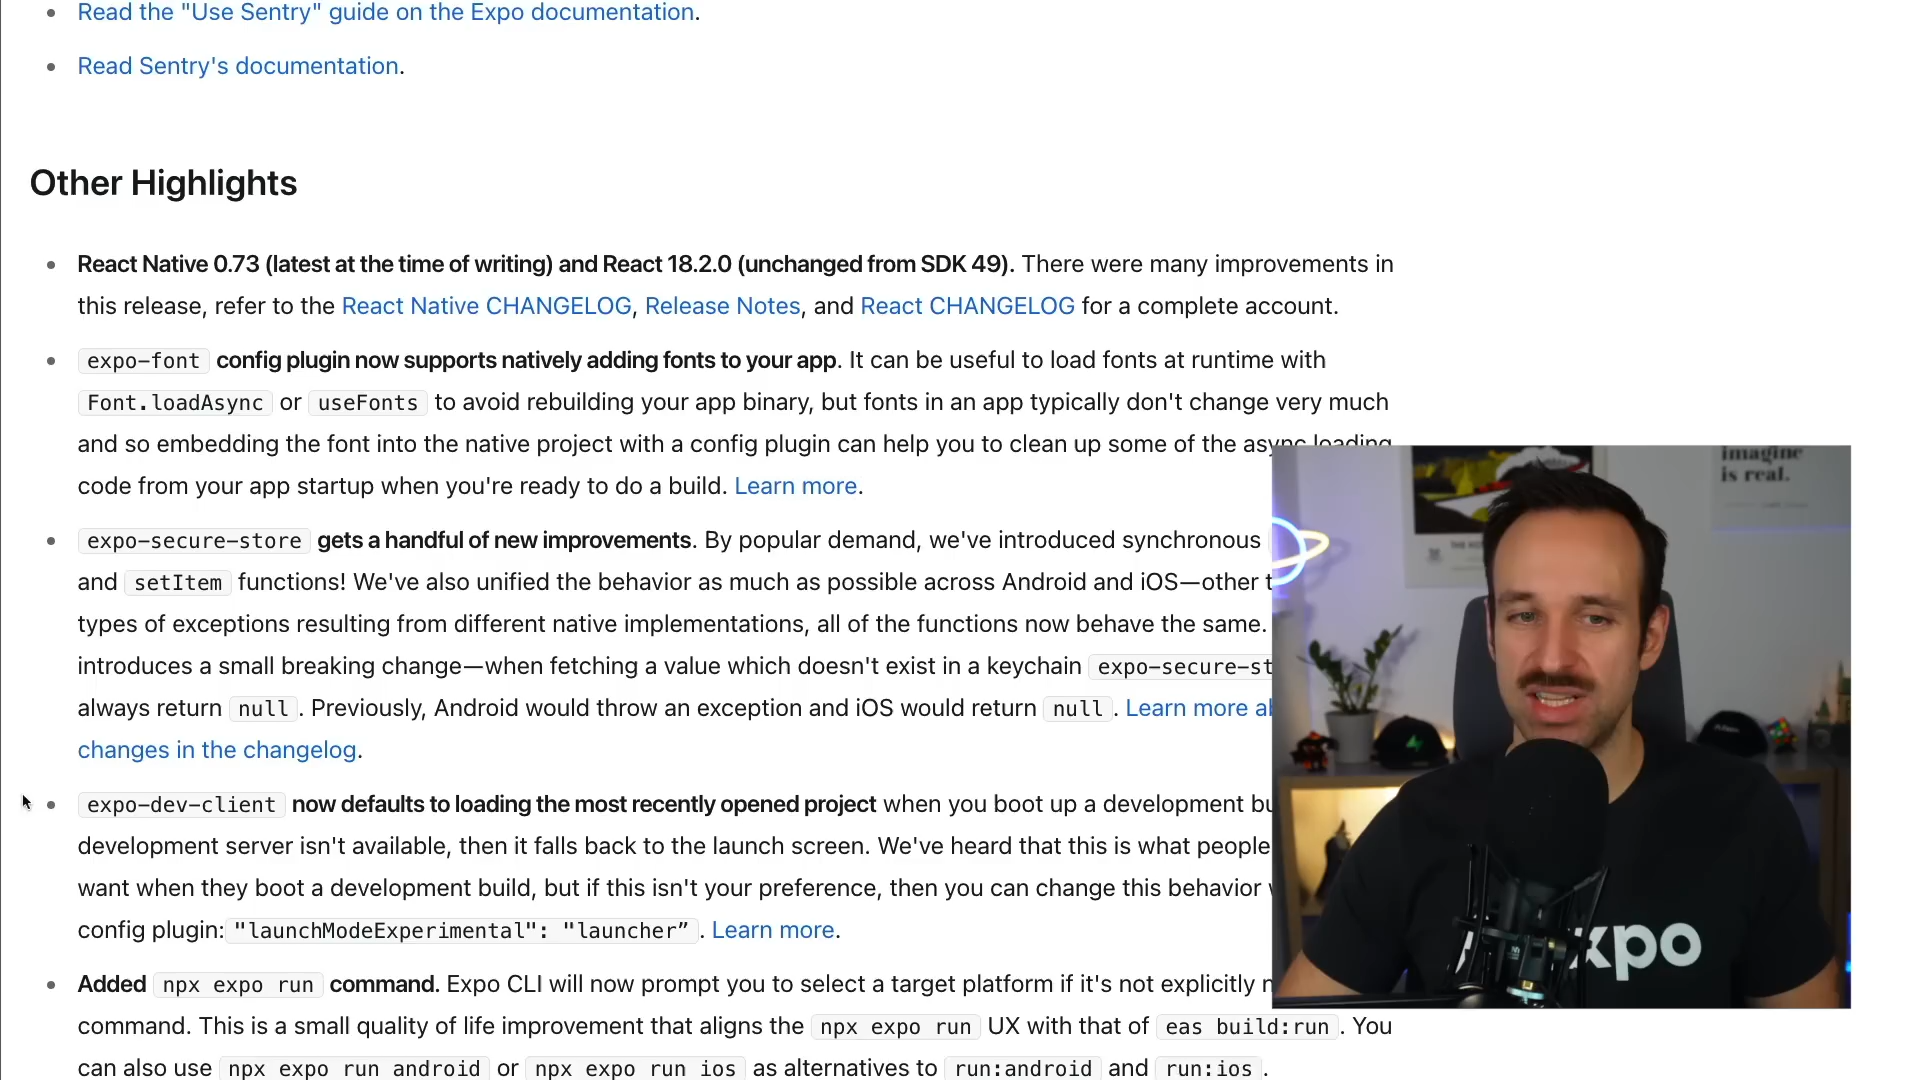 Read the "Use Sentry" guide on the Expo documentation.
Read Sentry's documentation.
Other Highlights
React Native 0.73 (latest at the time of writing) and React 18.2.0 (unchanged from SDK 49). There were many improvements in
this release, refer to the React Native CHANGELOG, Release Notes, and React CHANGELOG for a complete account.
expo-font config plugin now supports natively adding fonts to your app. It can be useful to load fonts at runtime with
Font.loadAsync or useFonts to avoid rebuilding your app binary, but fonts in an app typically don't change very much
and so embedding the font into the native project with a config plugin can help you to clean up some of the async loading
code from your app startup when you're ready to do a build. Learn more.
expo-secure-store gets a handful of new improvements. By popular demand, we've introduced synchronous
and setItem functions! We've also unified the behavior as much as possible across Android and iOS—other t
types of exceptions resulting from different native implementations, all of the functions now behave the same.
introduces a small breaking change—when fetching a value which doesn't exist in a keychain expo-secure-st
always return null. Previously, Android would throw an exception and iOS would return null. Learn more a
changes in the changelog.
expo-dev-client now defaults to loading the most recently opened project when you boot up a development bu
development server isn't available, then it falls back to the launch screen. We've heard that this is what people
want when they boot a development build, but if this isn't your preference, then you can change this behavior
config plugin: "launchModeExperimental": "launcher” . Learn more.
Added npx expo run command. Expo CLI will now prompt you to select a target platform if it's not explicitly
command. This is a small quality of life improvement that aligns the npx expo run UX with that of eas build:run. You
can also use npx expo run android or npx expo run ios as alternatives to run:android and run:ios.
imagine
is real.
xpo